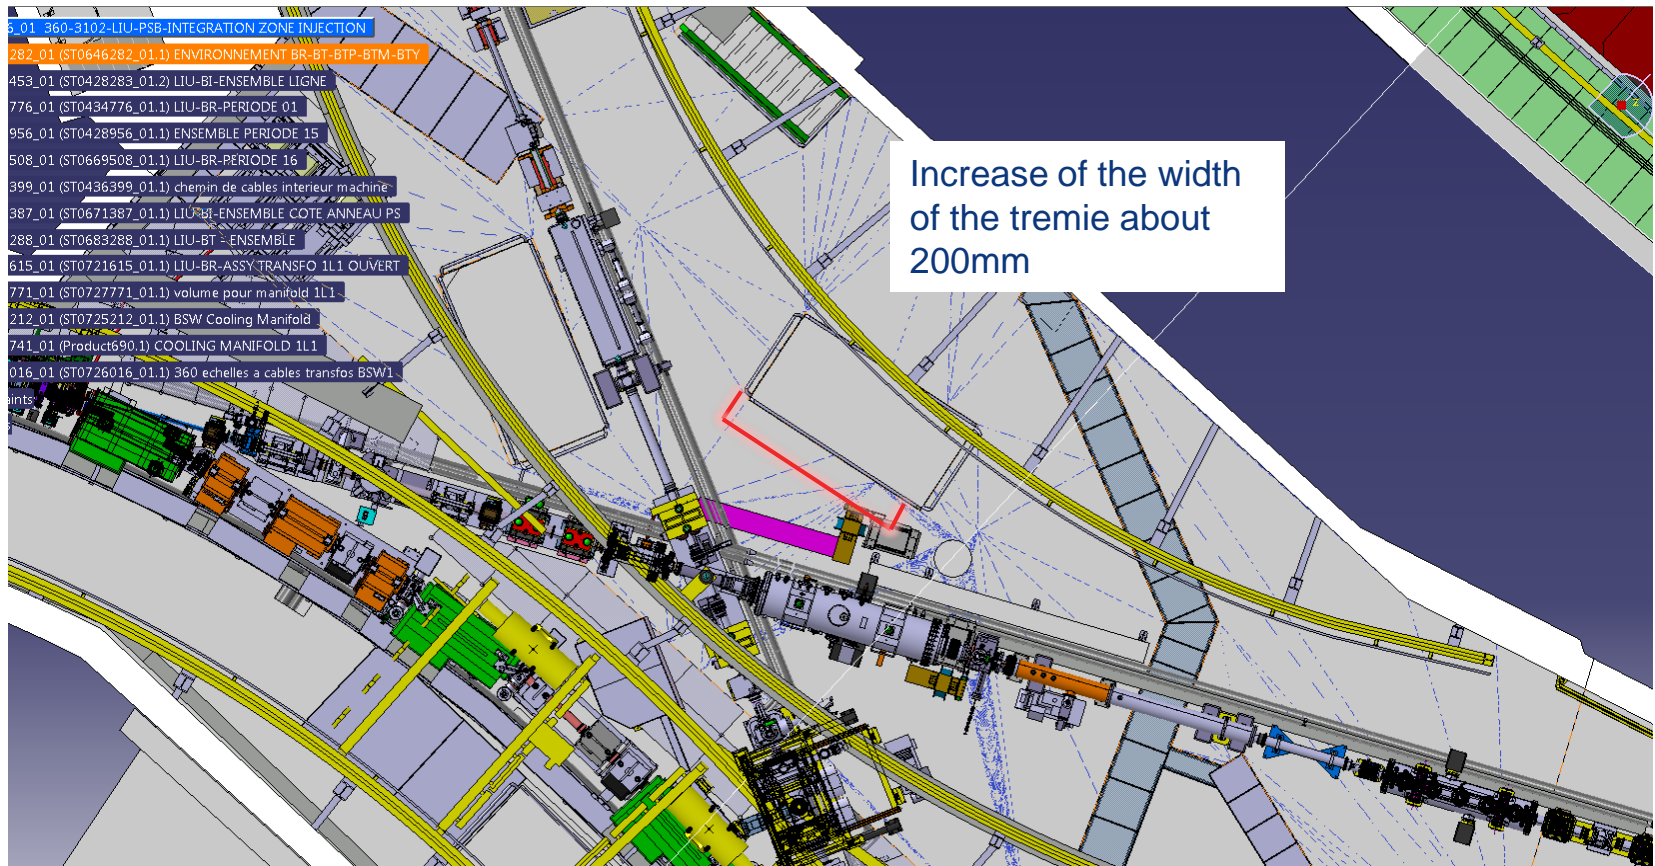 6_01 360-3102-LIU-PSB-INTEGRATION ZONE INJECTION
282_01 (ST0646282_01.1) ENVIRONNEMENT BR-BT-BTP-BTM-BTY
453_01 (ST0428283_01.2) LIU-BI-ENSEMBLE LIGNE
776_01 (ST0434776_01.1) LIU-BR-PERIODE 01
956_01 (ST0428956_01.1) ENSEMBLE PERIODE 15
508_01 (ST0669508_01.1) LIU-BR-PERIODE 16
399_01 (ST0436399_01.1) chemin de cables interieur machine
387_01 (ST0671387_01.1) LIU-BI-ENSEMBLE COTE ANNEAU PS
288_01 (ST0683288_01.1) LIU-BT - ENSEMBLE
615_01 (ST0721615_01.1) LIU-BR-ASSY TRANSFO 1L1 OUVERT
771_01 (ST0727771_01.1) volume pour manifold 1L1
212_01 (ST0725212_01.1) BSW Cooling Manifold
741_01 (Product690.1) COOLING MANIFOLD 1L1
016_01 (ST0726016_01.1) 360 echelles a cables transfos BSW1
aints
Increase of the width
of the tremie about
200mm